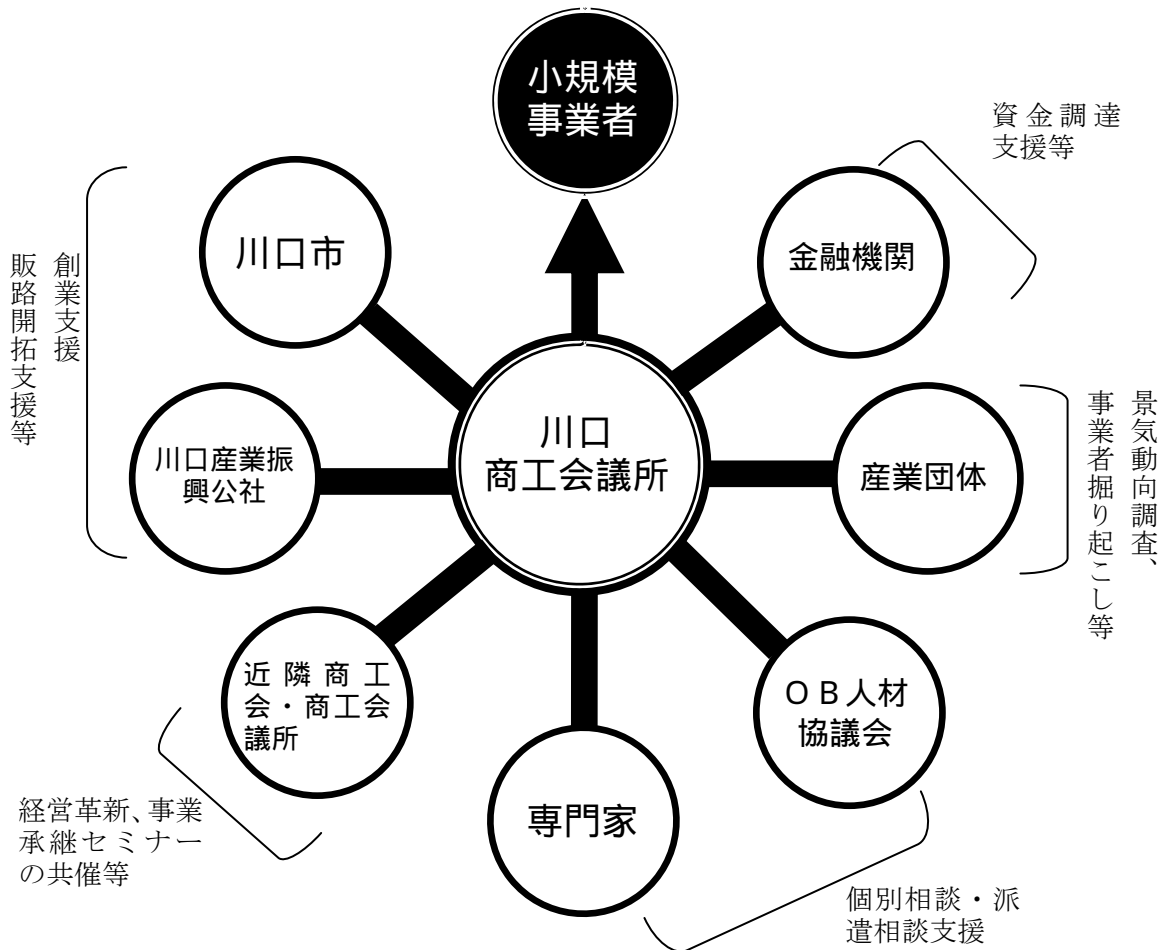 小規模
事業者
資金調達
支援等
川口市
金融機関
創業支援
販路開拓支援等
川口
商工会議所
川口産業振
興公社
産業団体
景気動向調査、
事業者掘り起こし等
近隣商工
会・商工会
議所
ＯＢ人材
協議会
専門家
経営革新、事業
承継セミナー
の共催等
個別相談・派
遣相談支援